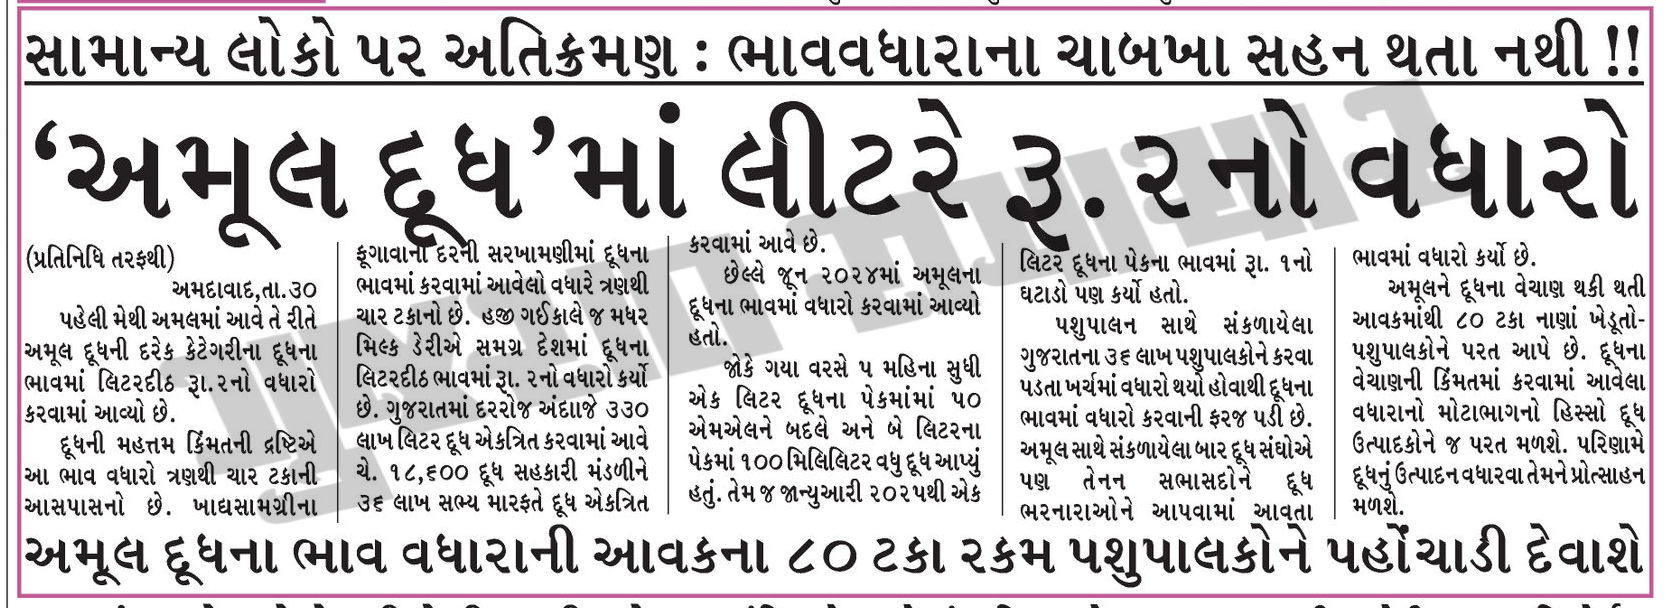 સામાન્ય લોકો પર અતિક્રમણ : ભાવવધારાના ચાબખા સહન થતા નથી !!
‘અમૂલ દૂધ’માં લીટરે રૂ. ૨નો વધારો
(પ્રતિનિધિ તરફથી)
અમદાવાદ,તા.૩૦
પહેલી મેથી અમલમાં આવે તે રીતે
અમૂલ દૂધની દરેક કેટેગરીના દૂધના
ભાવમાં લિટરદીઠ રૂા.૨નો વધારો
કરવામાં આવ્યો છે.
દૂધની મહત્તમ કિંમતની દ્રષ્ટિએ
આ ભાવ વધારો ત્રણથી ચાર ટકાની
આસપાસનો છે. ખાદ્યસામગ્રીના
ફૂગાવાના દરની સરખામણીમાં દૂધના
ભાવમાં કરવામાં આવેલો વધારે ત્રણથી
ચાર ટકાનો છે. હજી ગઈકાલે જ મધર
મિલ્ક ડેરીએ સમગ્ર દેશમાં દૂધના
લિટરદીઠ ભાવમાં રૂા. ૨નો વધારો કર્યો
છે. ગુજરાતમાં દરરોજ અંદાાજે ૩૩૦
લાખ લિટર દૂધ એકત્રિત કરવામાં આવે
ચે. ૧૮,૬૦૦ દૂધ સહકારી મંડળીને
૩૬ લાખ સભ્ય મારફતે દૂધ એકત્રિત
કરવામાં આવે છે.
છેલ્લે જૂન ૨૦૨૪માં અમૂલના
દૂધના ભાવમાં વધારો કરવામાં આવ્યો
હતો.
જોકે ગયા વરસે ૫ મહિના સુધી
એક લિટર દૂધના પેકમાંમાં ૫૦
એમએલને બદલે અને બે લિટરના
પેકમાં ૧૦૦ મિલિલિટર વધુ દૂધ આપ્યું
હતું. તેમ જ જાન્યુઆરી ૨૦૨૫થી એક
લિટર દૂધના પેકના ભાવમાં રૂા. ૧નો
ઘટાડો પણ કર્યો હતો.
પશુપાલન સાથે સંકળાયેલા
ગુજરાતના ૩૬ લાખ પશુપાલકોને કરવા
પડતા ખર્ચમાં વધારો થયો હોવાથી દૂધના
ભાવમાં વધારો કરવાની ફરજ પડી છે.
અમૂલ સાથે સંકળાયેલા બાર દૂધ સંઘોએ
પણ તેનન સભાસદોને દૂધ
ભરનારાઓને આપવામાં આવતા
ભાવમાં વધારો કર્યો છે.
અમૂલને દૂધના વેચાણ થકી થતી
આવકમાંથી ૮૦ ટકા નાણાં ખેડૂતો-
પશુપાલકોને પરત આપે છે. દૂધના
વેચાણની કિંમતમાં કરવામાં આવેલા
વધારાનો મોટાભાગનો હિસ્સો દૂધ
ઉત્પાદકોને જ પરત મળશે. પરિણામે
દૂધનું ઉત્પાદન વધારવા તેમને પ્રોત્સાહન
મળશે.
અમૂલ દૂધના ભાવ વધારાની આવકના ૮૦ ટકા રકમ પશુપાલકોને પહોંચાડી દેવાશે